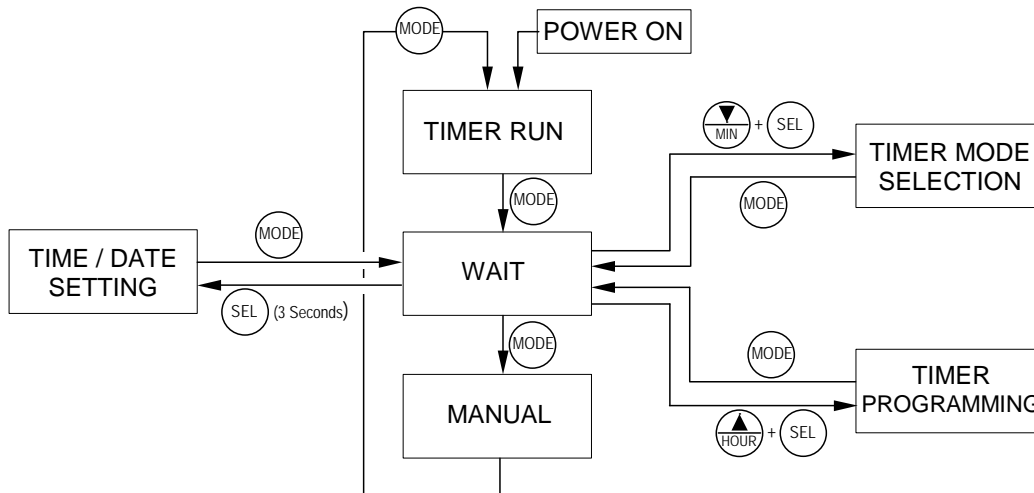 MODE
POWER ON
TIMER RUN
MIN
+
SEL
TIMER MODE
SELECTION
MODE
MODE
MODE
TIME / DATE
SETTING
WAIT
SEL
(3 Seconds)
MODE
MODE
MANUAL
TIMER
PROGRAMMING
HOUR
+
SEL